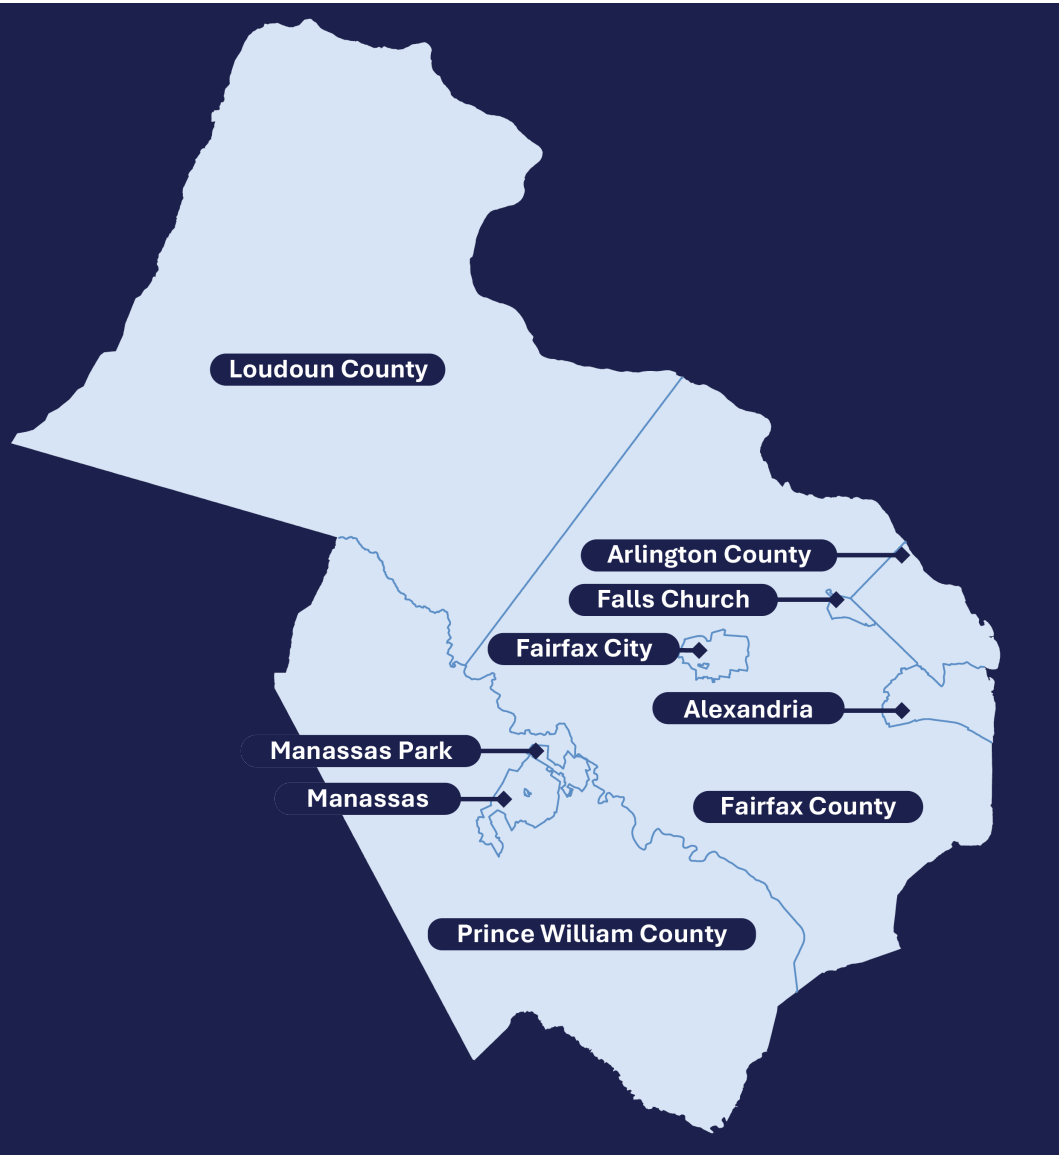 Loudoun County
Arlington County
Falls Church
Fairfax City
Alexandria
Manassas Park
Manassas
Fairfax County
Prince William County